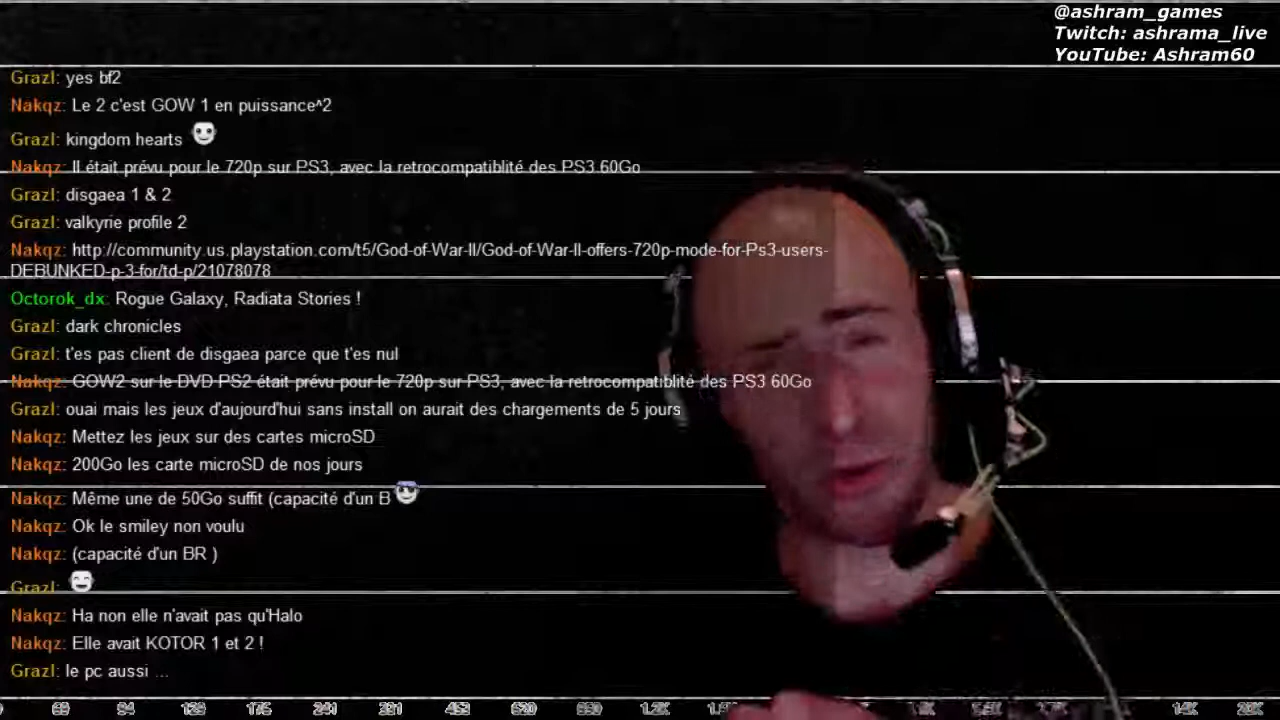 @ashram_games
Twitch: ashrama_live
YouTube: Ashram60
Grazl: yes bf2
Nakqz: Le 2 c'est GOW 1 en puissance^2
Grazl: kingdom hearts
Nakqz: Il était prévu pour le 720p sur PS3, avec la retrocompatiblité des PS3 60Go
Grazl: disgaea 1 & 2
Grazl: valkyrie profile 2
Nakqz: http://community.us.playstation.com/t5/God-of-War-II/God-of-War-II-offers-720p-mode-for-Ps3-users-
DEBUNKED-p-3-for/td-p/21078078
Octorok_dx: Rogue Galaxy, Radiata Stories !
Grazl: dark chronicles
Grazl: t'es pas client de disgaea parce que t'es nul
Nakqz: GOW2 sur le DVD PS2 était prévu pour le 720p sur PS3, avec la retrocompatiblité des PS3 60Go
Grazl: ouai mais les jeux d'aujourd'hui sans install on aurait des chargements de 5 jours
Nakqz: Mettez les jeux sur des cartes microSD
Nakqz: 200Go les carte microSD de nos jours
Nakqz: Même une de 50Go suffit (capacité d'un B
Nakqz: Ok le smiley non voulu
Nakqz: (capacité d'un BR )
Grazl:
Nakqz: Ha non elle n'avait pas qu'Halo
Nakqz: Elle avait KOTOR 1 et 2 !
Grazl: le pc aussi ...